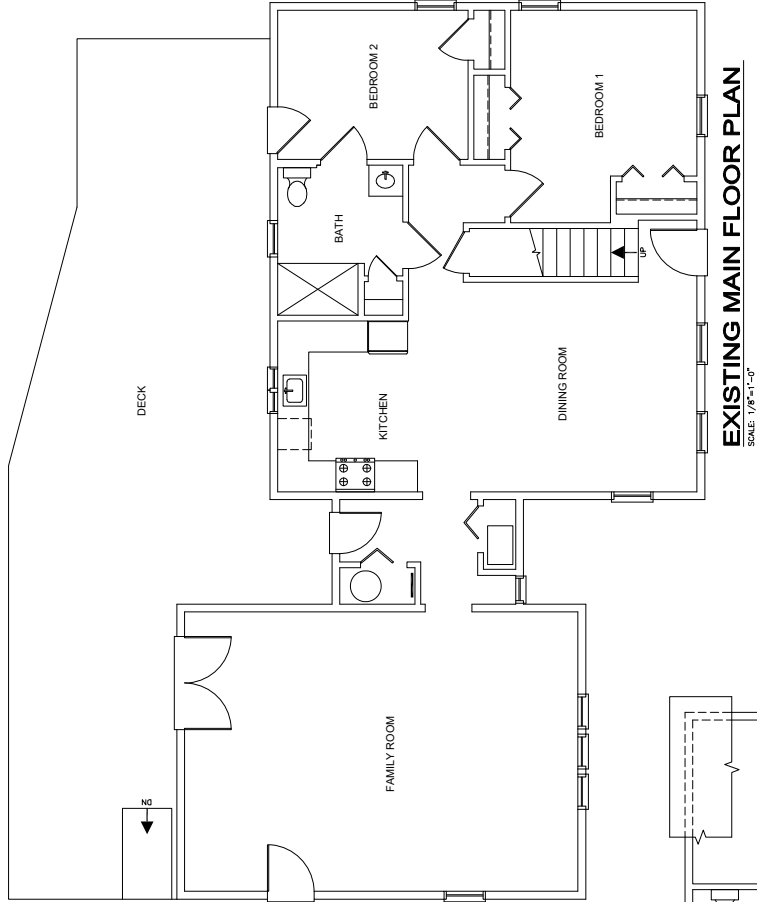 BEDROOM 2
BEDROOM 1
BATH
DECK
KITCHEN
DINING ROOM
UP
FAMILY ROOM
DN
EXISTING MAIN FLOOR PLAN
SCALE: 1/8"=1'-0"